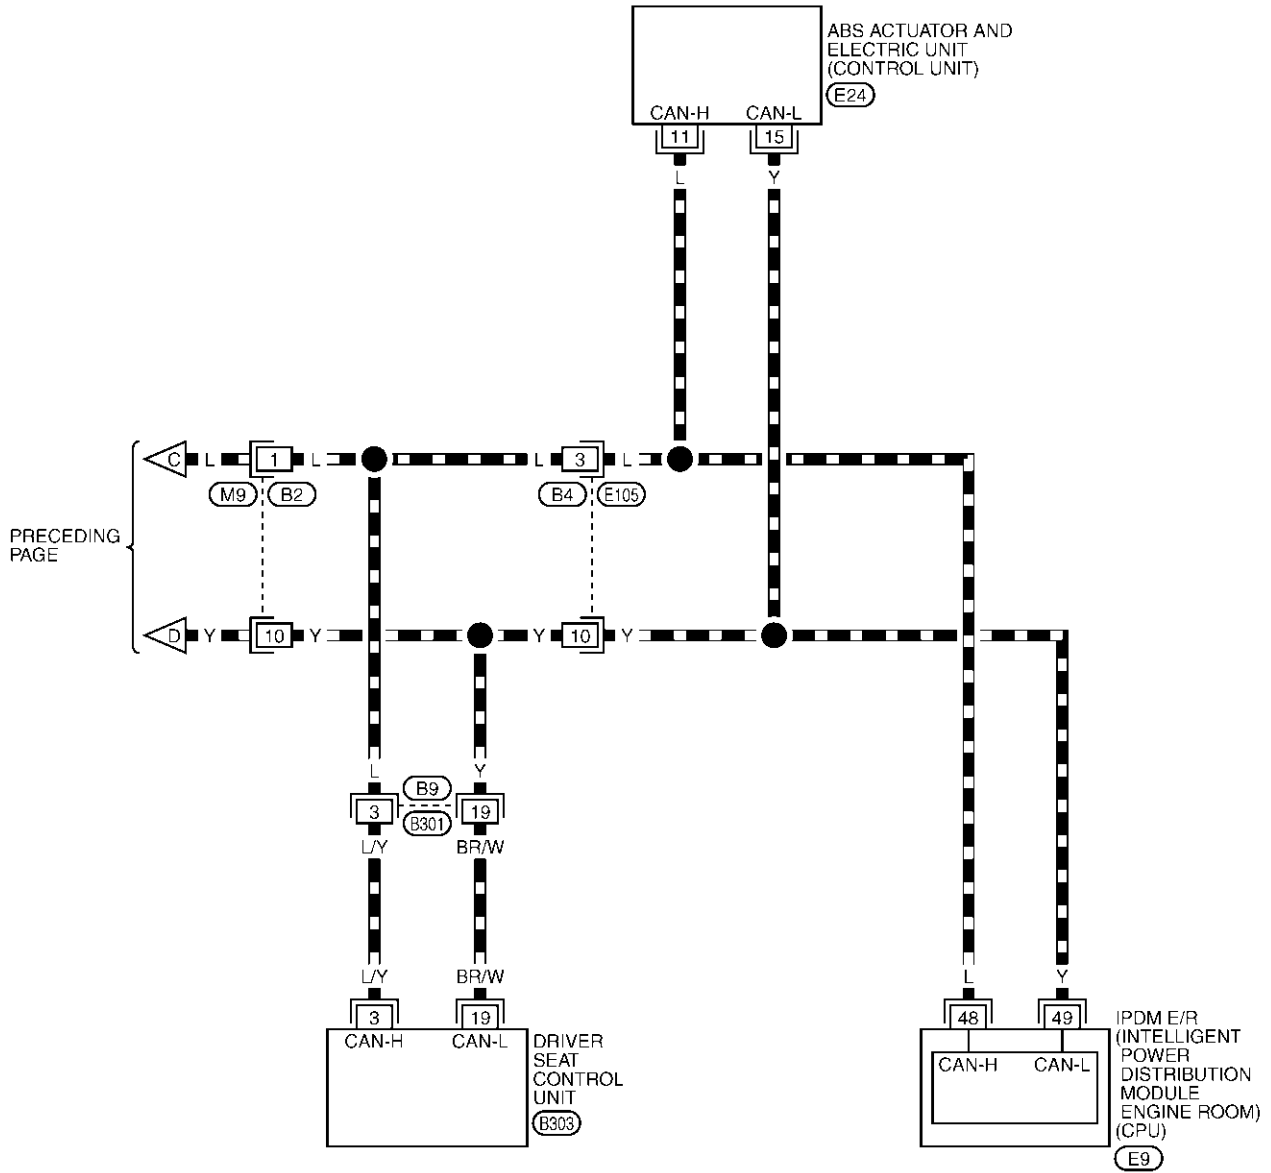 ABS ACTUATOR AND
ELECTRIC UNIT
(CONTROL UNIT)
E24
CAN-H CAN-L
11 15
L Y
C L 1 L L 3 L
M9 B2 B4 E105
PRECEDING
PAGE
D Y 10 Y Y 10 Y
L Y
B9
3 19
B301
L/Y BR/W
L/Y BR/W L Y
3 19 48 49
CAN-H CAN-L
DRIVER
SEAT
CONTROL
UNIT
B303
CAN-H CAN-L
IPDM E/R
(INTELLIGENT
POWER
DISTRIBUTION
MODULE
ENGINE ROOM)
(CPU)
E9